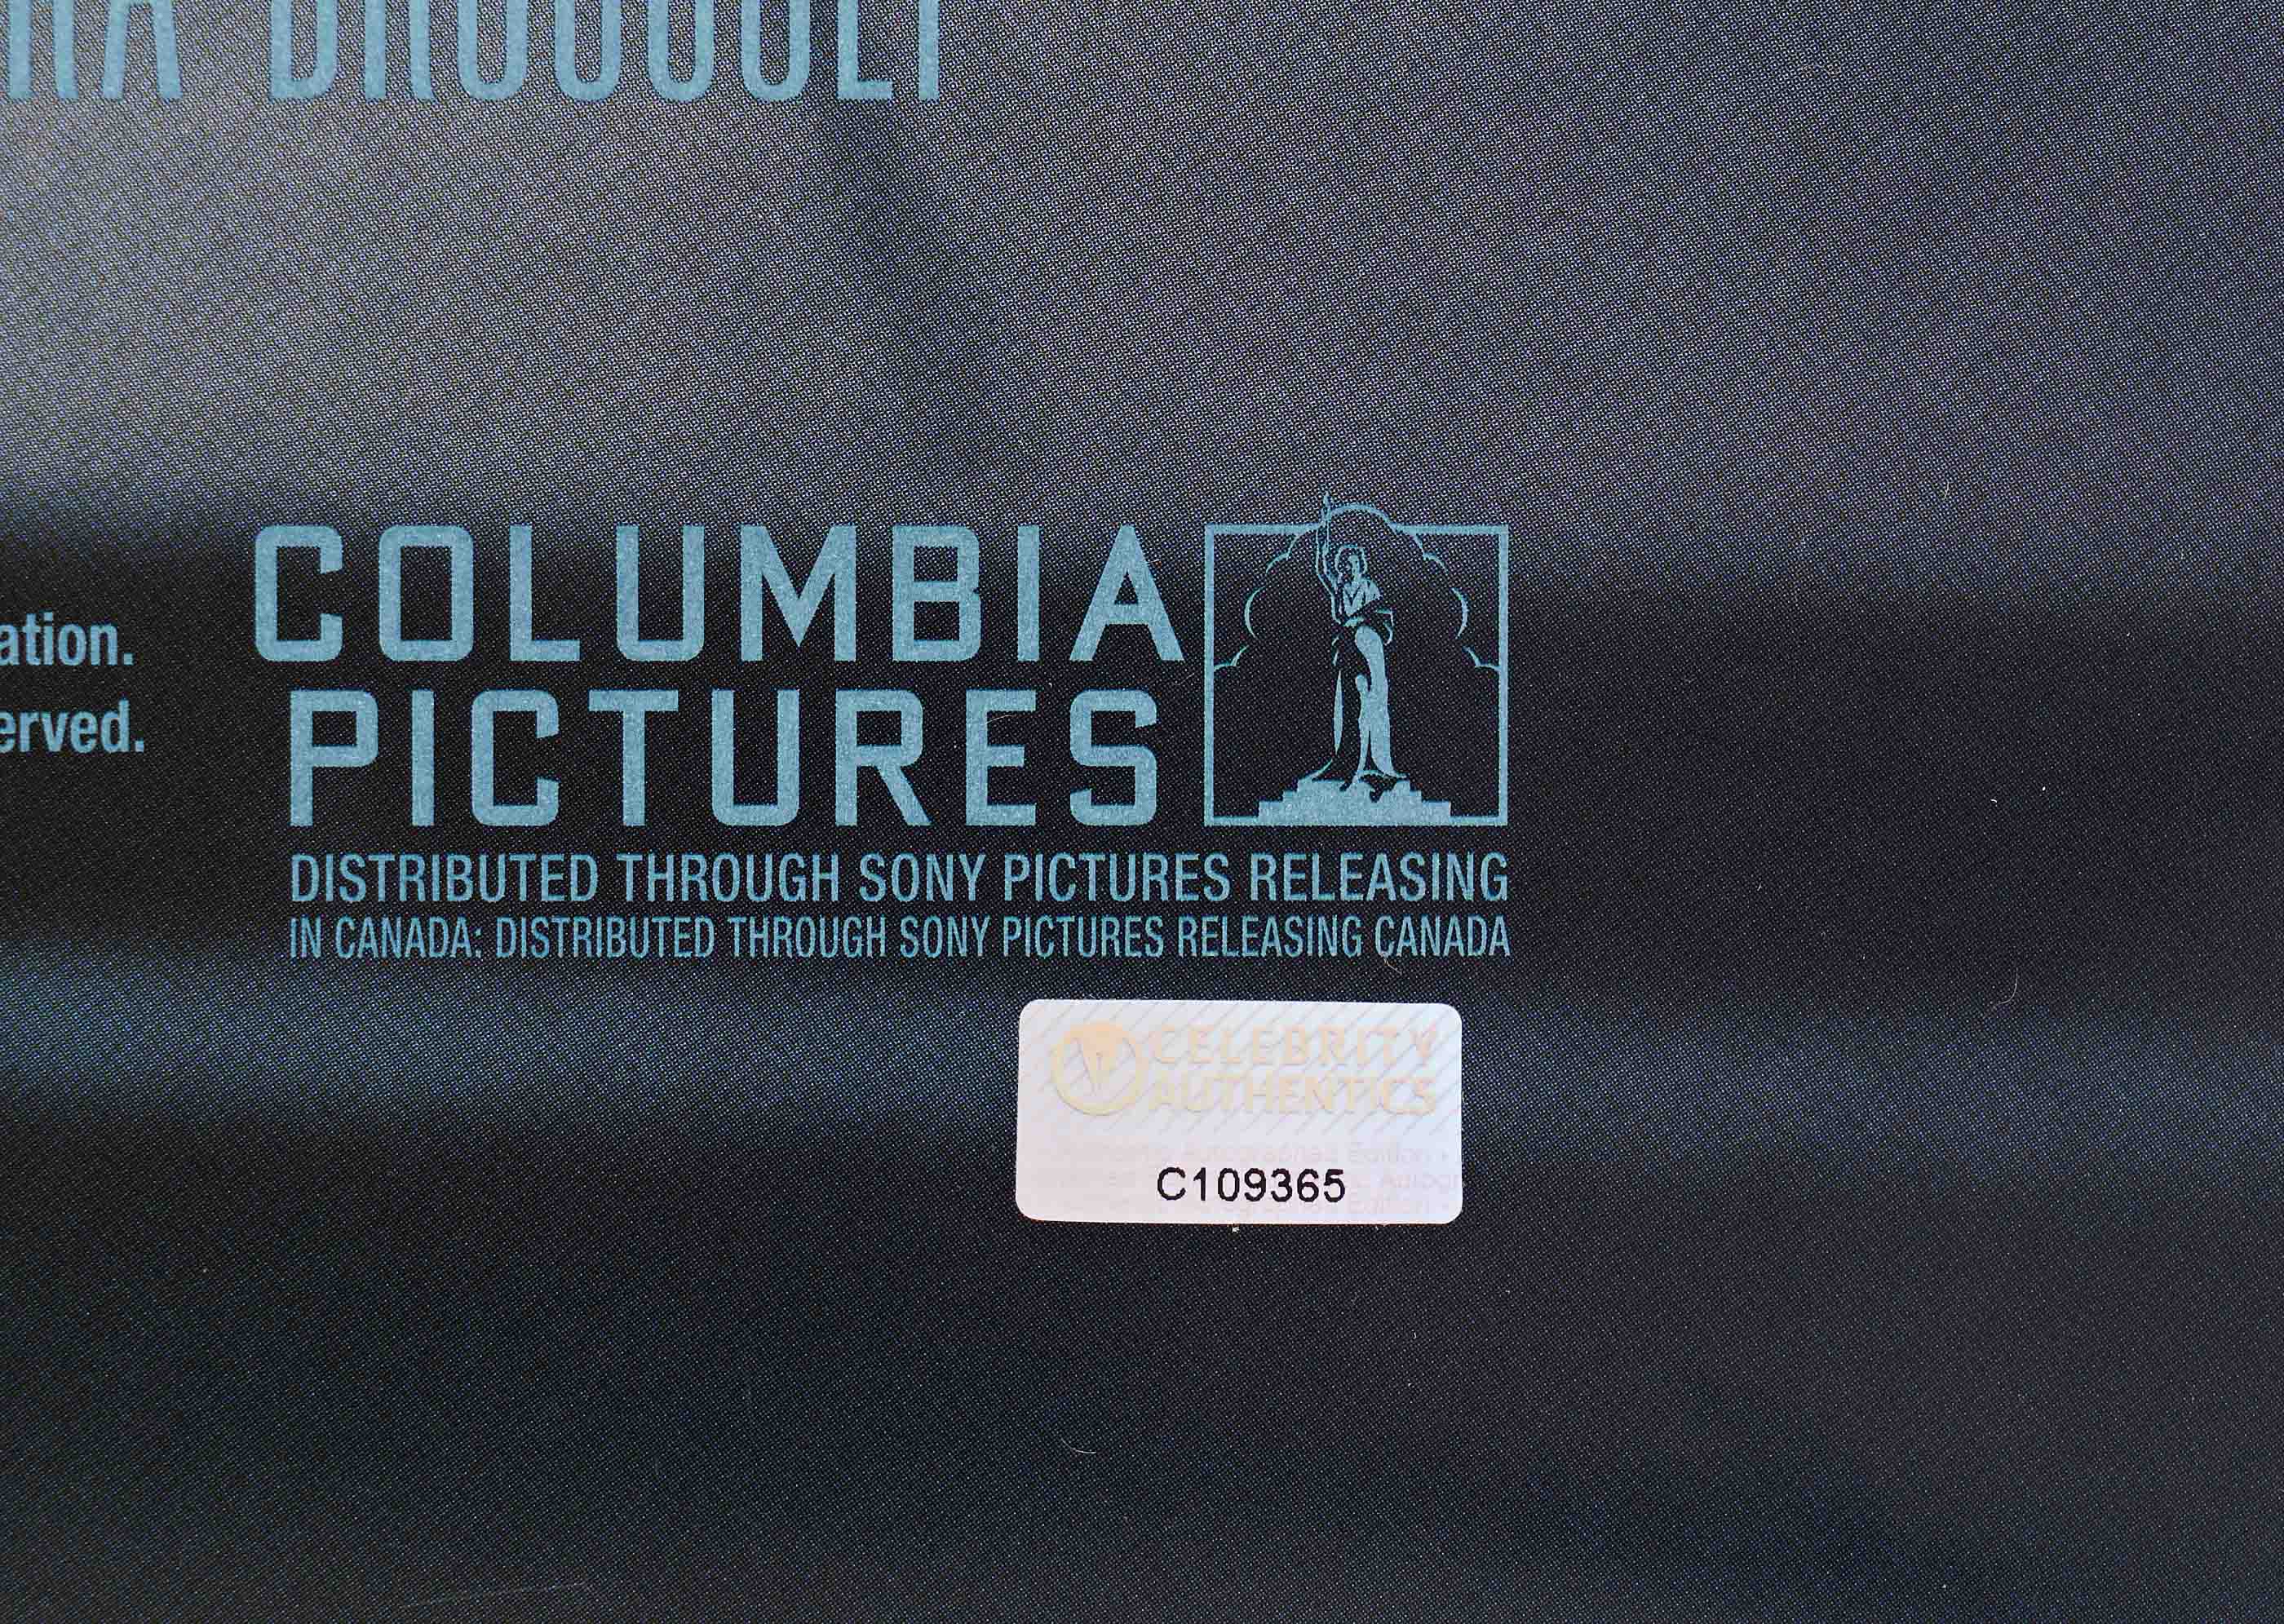 BROCCOLI
ation.
erved.
COLUMBIA
PICTURES
DISTRIBUTED THROUGH SONY PICTURES RELEASING
IN CANADA: DISTRIBUTED THROUGH SONY PICTURES RELEASING CANADA
CELEBRITY
AUTHENTICS
C109365